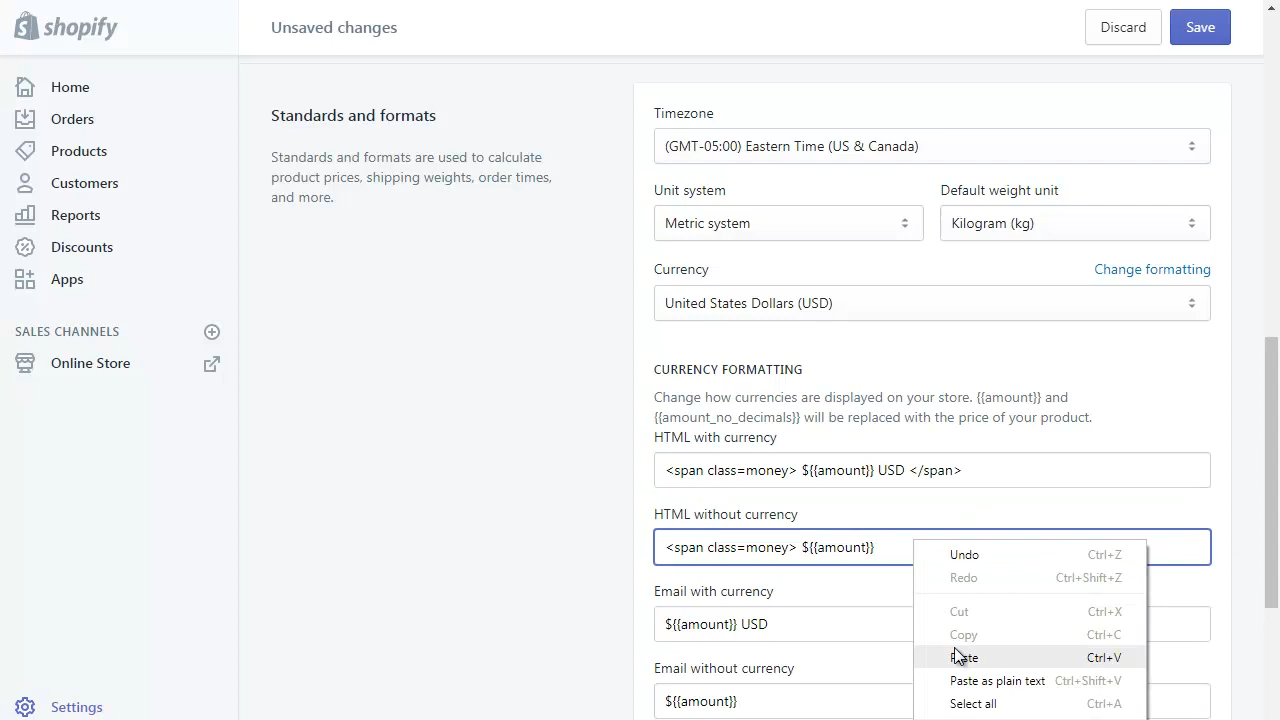 shopify
Unsaved changes
Discard
Save
Home
Orders
Products
Customers
Reports
Discounts
Apps
SALES CHANNELS
Online Store
Settings
Standards and formats
Standards and formats are used to calculate
product prices, shipping weights, order times,
and more.
Timezone
(GMT-05:00) Eastern Time (US & Canada)
Unit system
Default weight unit
Metric system
Kilogram (kg)
Currency
Change formatting
United States Dollars (USD)
CURRENCY FORMATTING
Change how currencies are displayed on your store. {{amount}} and
{{amount_no_decimals}} will be replaced with the price of your product.
HTML with currency
<span class=money> ${{amount}} USD </span>
HTML without currency
<span class=money> ${{amount}}
Email with currency
${{amount}} USD
Email without currency
${{amount}}
Undo Ctrl+Z
Redo Ctrl+Shift+Z
Cut Ctrl+X
Copy Ctrl+C
Paste Ctrl+V
Paste as plain text Ctrl+Shift+V
Select all Ctrl+A